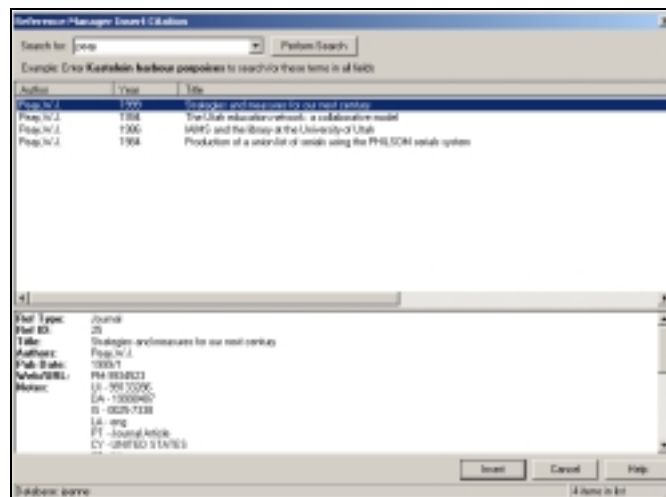 Reference Manager Insert Citation
Search for: peay Perform Search
Example: Enter Kastelein harbour porpoises to search for these terms in all fields
Author Year Title
Peay, W.J. 1999 Strategies and measures for our next century
Peay, W.J. The Utah education network - a collaborative model
Peay, W.J. 1986 IAIMS and the library at the University of Utah
Peay, W.J. 1984 Production of a union list of serials using the PHILSOM serials system
Ref Type: Journal
Ref ID: 25
Title: Strategies and measures for our next century
Authors: Peay, W.J.
Pub Date: 1999/1
Web/URL:
Notes:
LA - eng
PT - Journal Article
CY - UNITED STATES
Insert Cancel Help
Database: 4 items in list